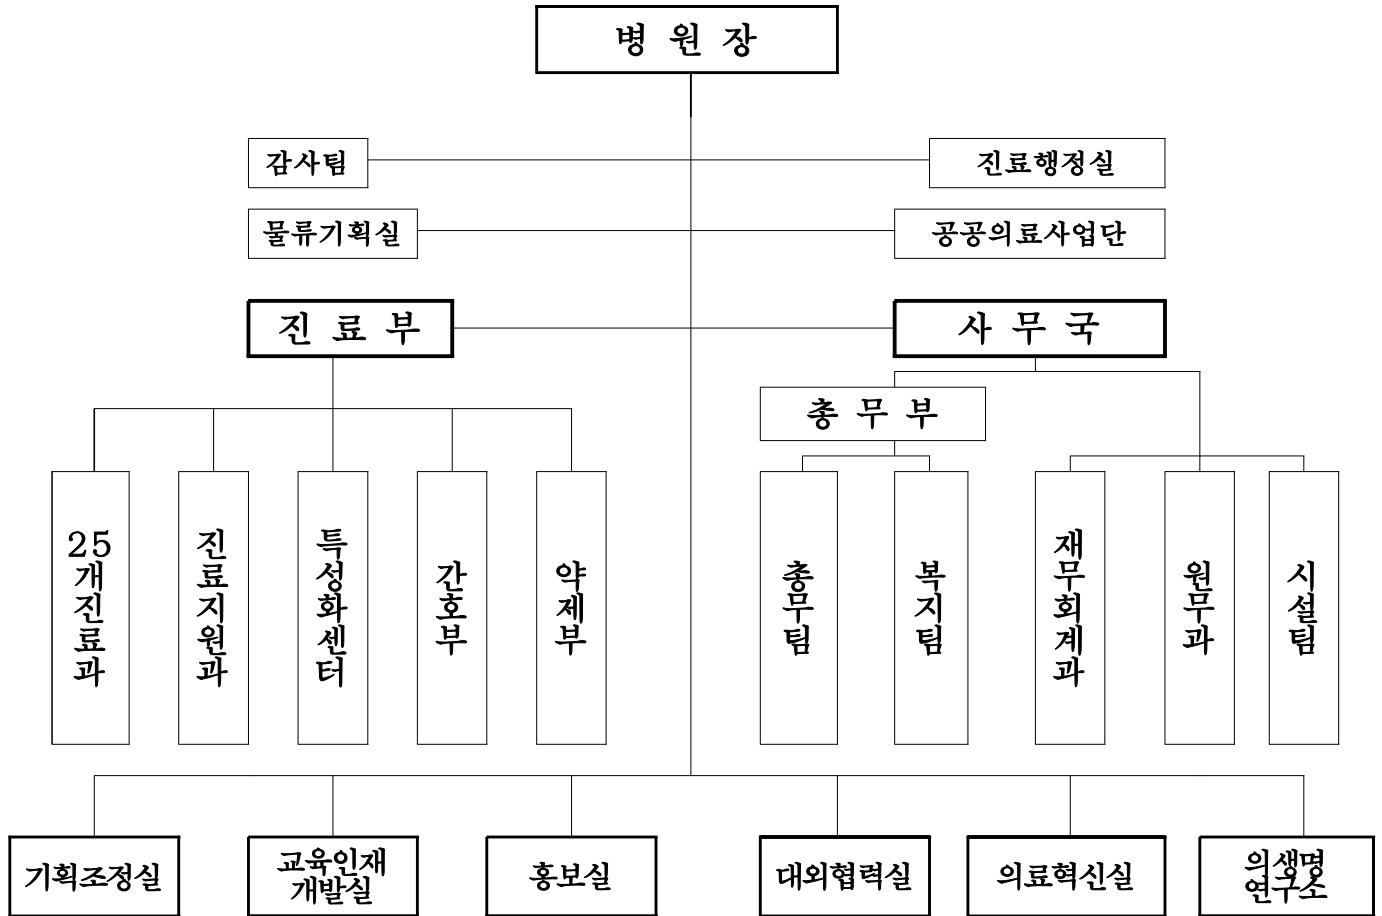 병 원 장
감사팀
진료행정실
물류기획실
공공의료사업단
진 료 부
사 무 국
총 무 부
25개진료과
진료지원과
특성화센터
간호부
약제부
총무팀
복지팀
재무회계과
원무과
시설팀
기획조정실
교육인재
개발실
홍보실
대외협력실
의료혁신실
의생명
연구소